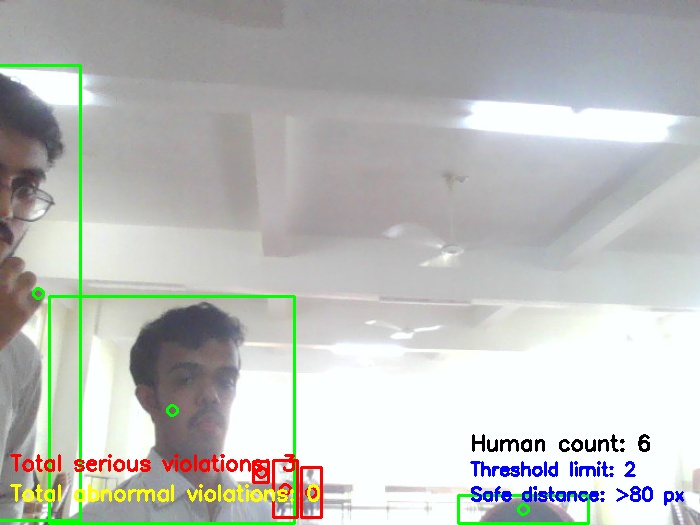 Human count: 6
Total serious violations: 3
Threshold limit: 2
Total abnormal violations: 0
Safe distance: >80 px